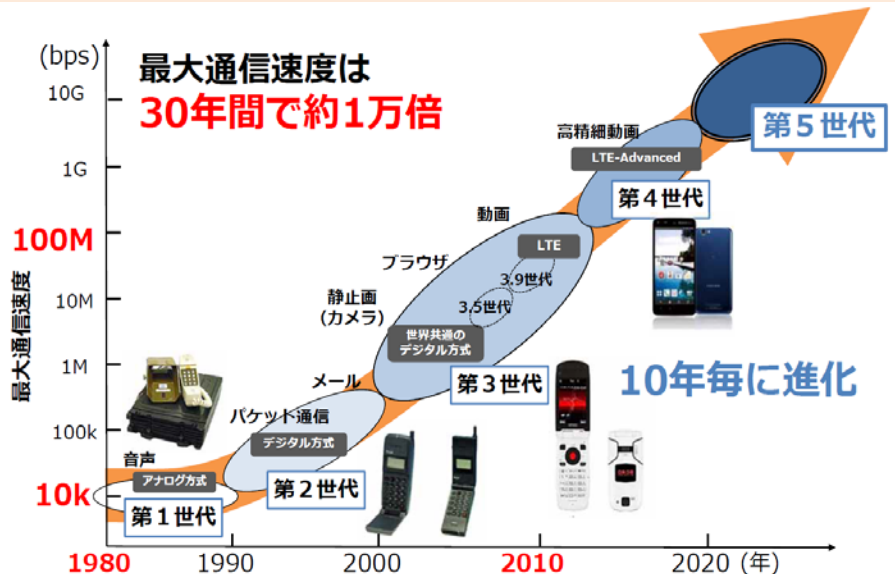 (bps)
最大通信速度は
30年間で約1万倍
10G
1G
100M
10M
1M
100k
10k
最大通信速度
第５世代
高精細動画
LTE-Advanced
第４世代
動画
LTE
ブラウザ
3.9世代
3.5世代
静止画
(カメラ)
世界共通の
デジタル方式
第３世代
10年毎に進化
メール
パケット通信
デジタル方式
第２世代
音声
アナログ方式
第１世代
1980
1990
2000
2010
2020 (年)